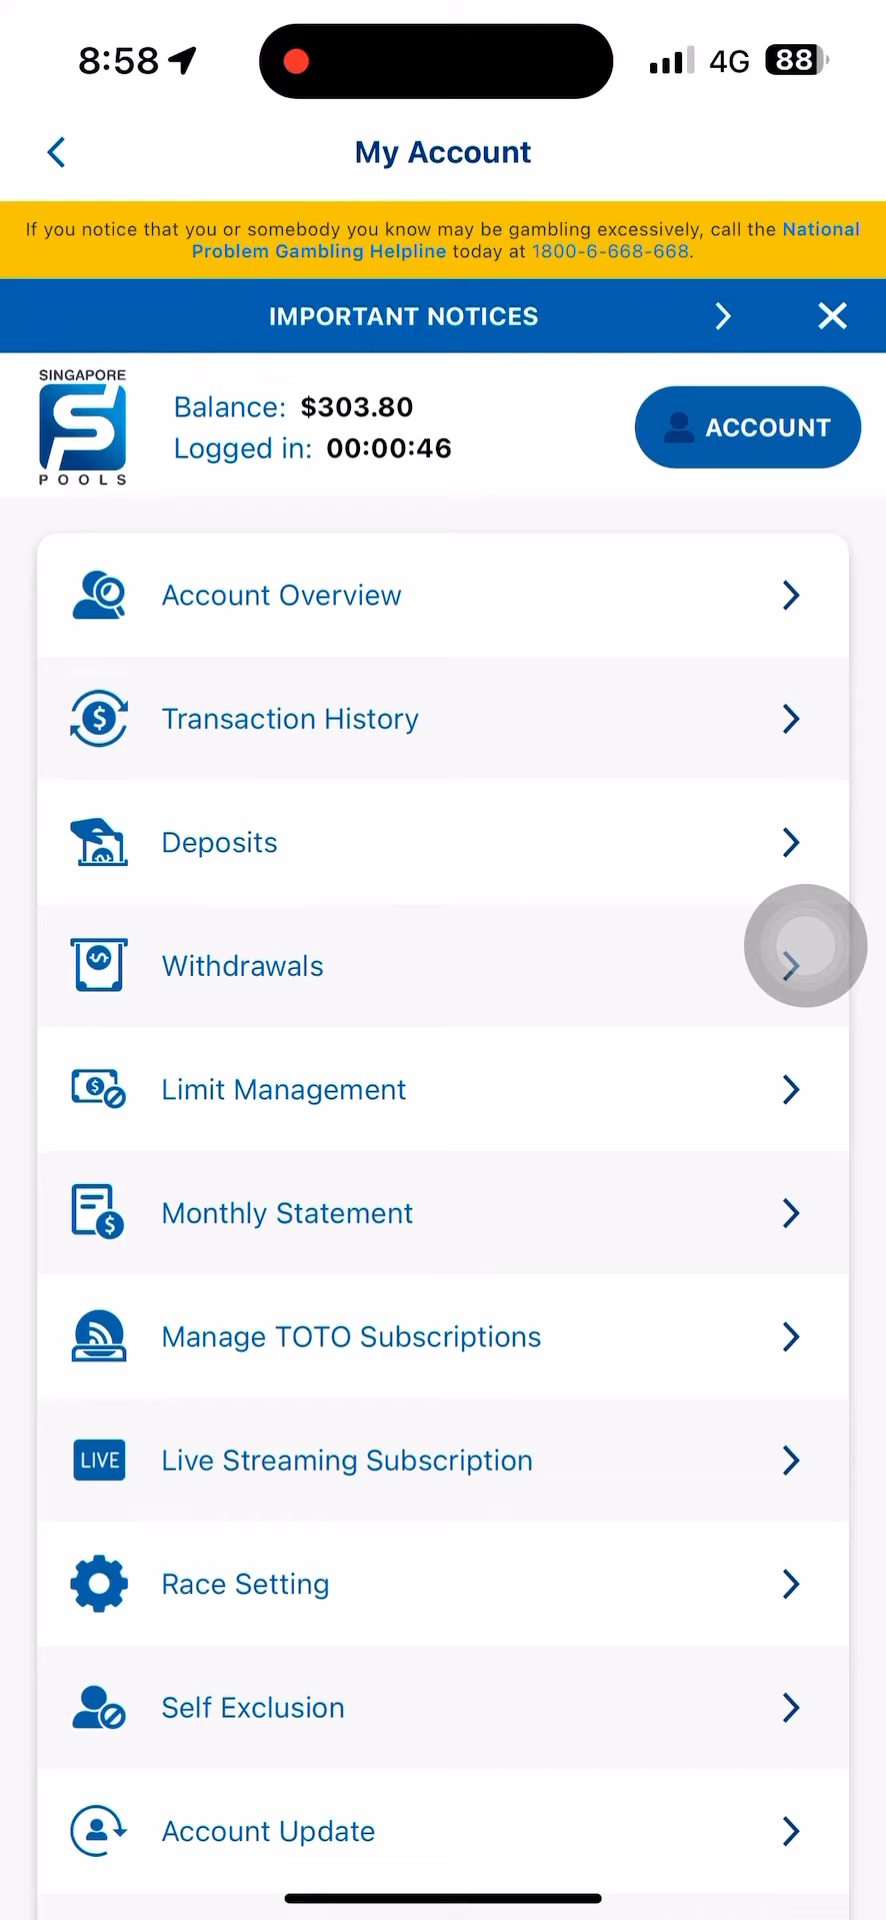 8:58
4G
88
My Account
If you notice that you or somebody you know may be gambling excessively, call the National
Problem Gambling Helpline today at 1800-6-668-668.
IMPORTANT NOTICES
SINGAPORE
POOLS
Balance: $303.80
Logged in: 00:00:46
ACCOUNT
Account Overview
Transaction History
Deposits
Withdrawals
Limit Management
Monthly Statement
Manage TOTO Subscriptions
LIVE
Live Streaming Subscription
Race Setting
Self Exclusion
Account Update